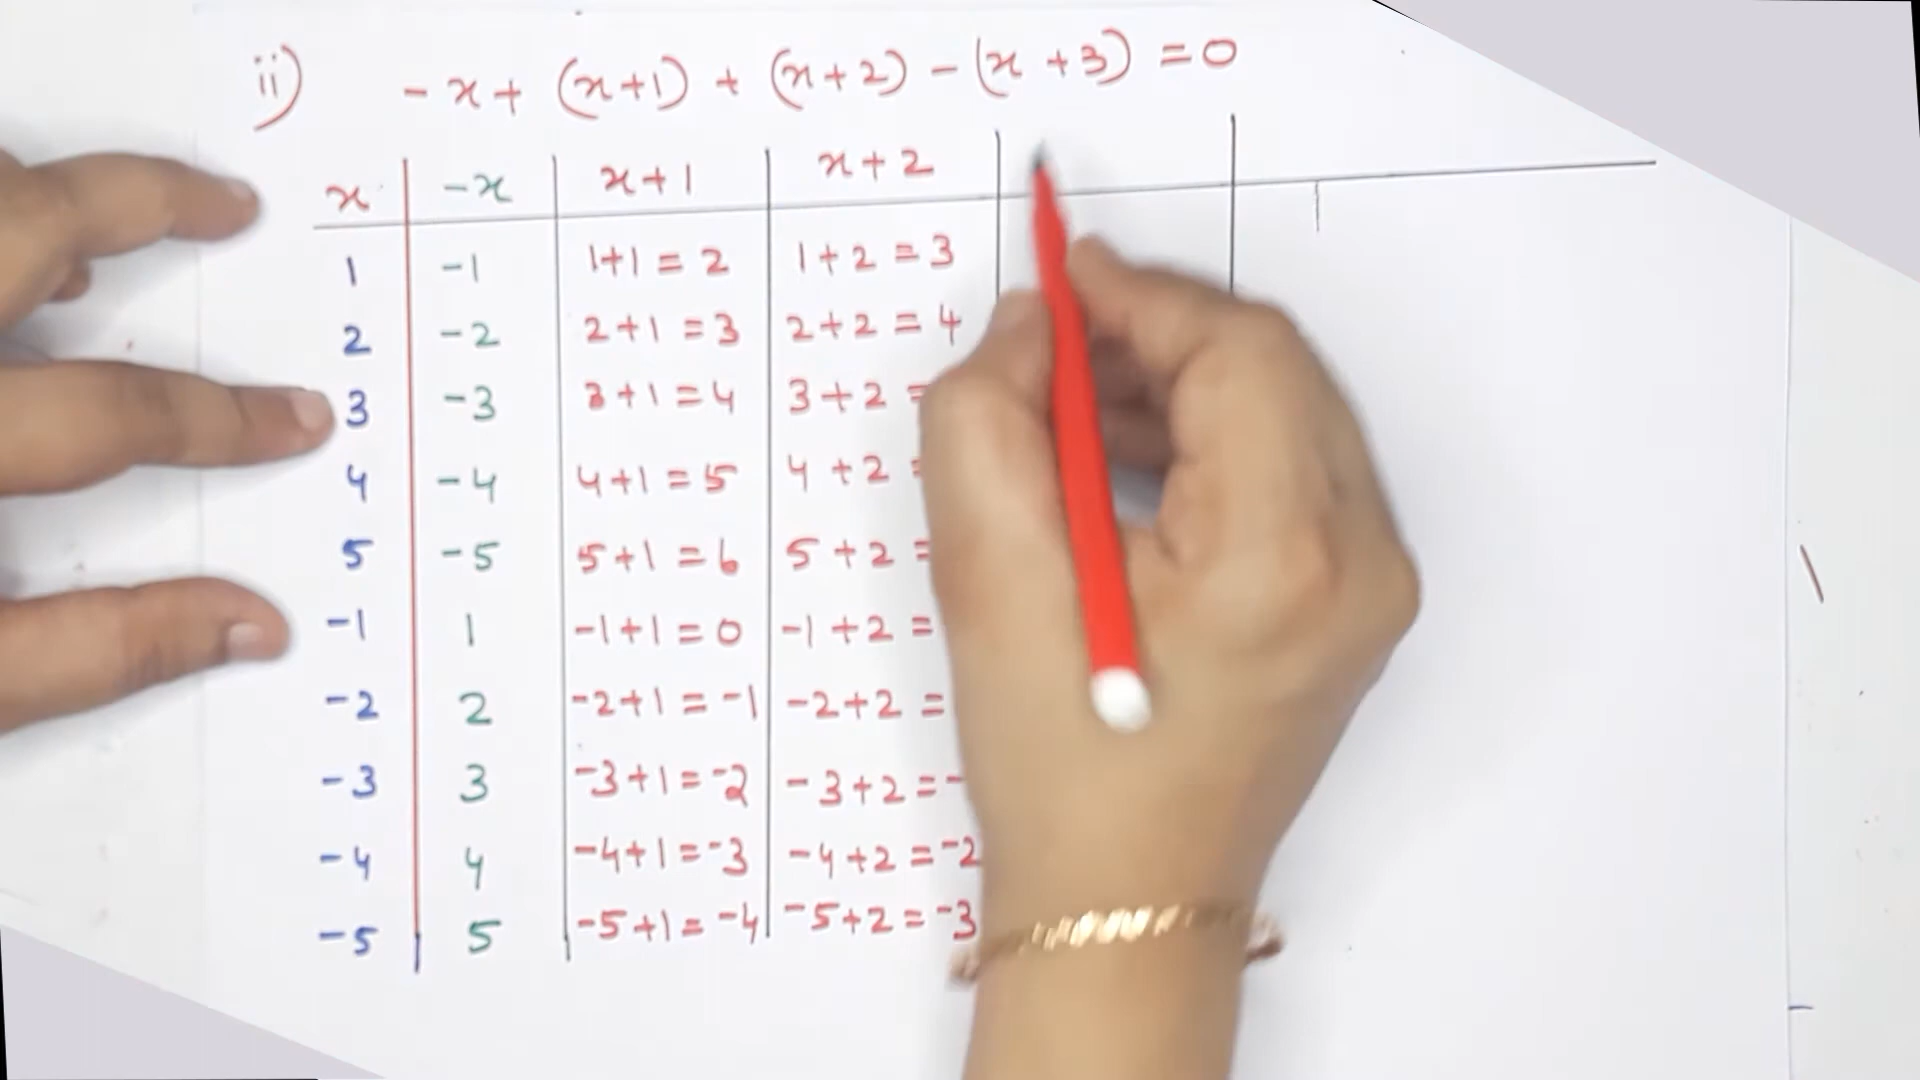 ii) -x + (x+1) + (x+2) - (x+3) = 0
x -x x+1 x+2
1 -1 1+1 = 2 1+2 = 3
2 -2 2+1 = 3 2+2 = 4
3 -3 3+1 = 4 3+2 =
4 -4 4+1 = 5 4+2 =
5 -5 5+1 = 6 5+2 =
-1 1 -1+1 = 0 -1+2 =
-2 2 -2+1 = -1 -2+2 =
-3 3 -3+1 = -2 -3+2 = -
-4 4 -4+1 = -3 -4+2 = -2
-5 5 -5+1 = -4 -5+2 = -3